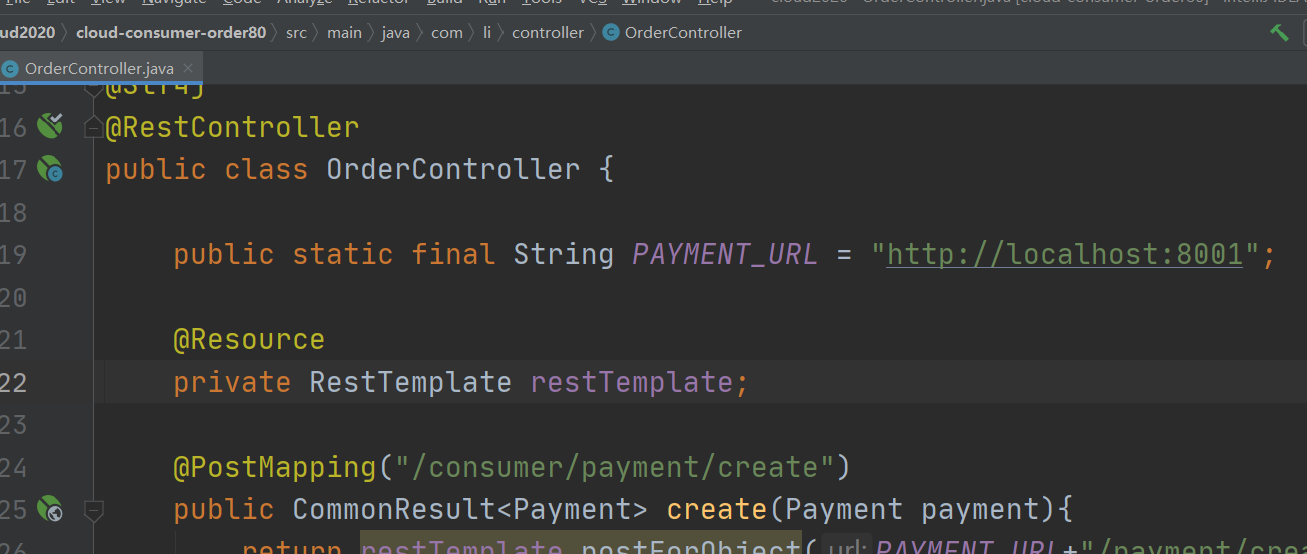 File Edit View Navigate Code Analyze Refactor Build Run Tools VCS Window Help cloud2020 - OrderController.java [cloud-consumer-order80] - IntelliJ IDEA
ud2020 cloud-consumer-order80 src main java com li controller OrderController
OrderController.java
15 @Slf4j
16 @RestController
17 public class OrderController {
18
19 public static final String PAYMENT_URL = "http://localhost:8001";
20
21 @Resource
22 private RestTemplate restTemplate;
23
24 @PostMapping("/consumer/payment/create")
25 public CommonResult<Payment> create(Payment payment){
26 return restTemplate.postForObject( url: PAYMENT_URL+"/payment/crea